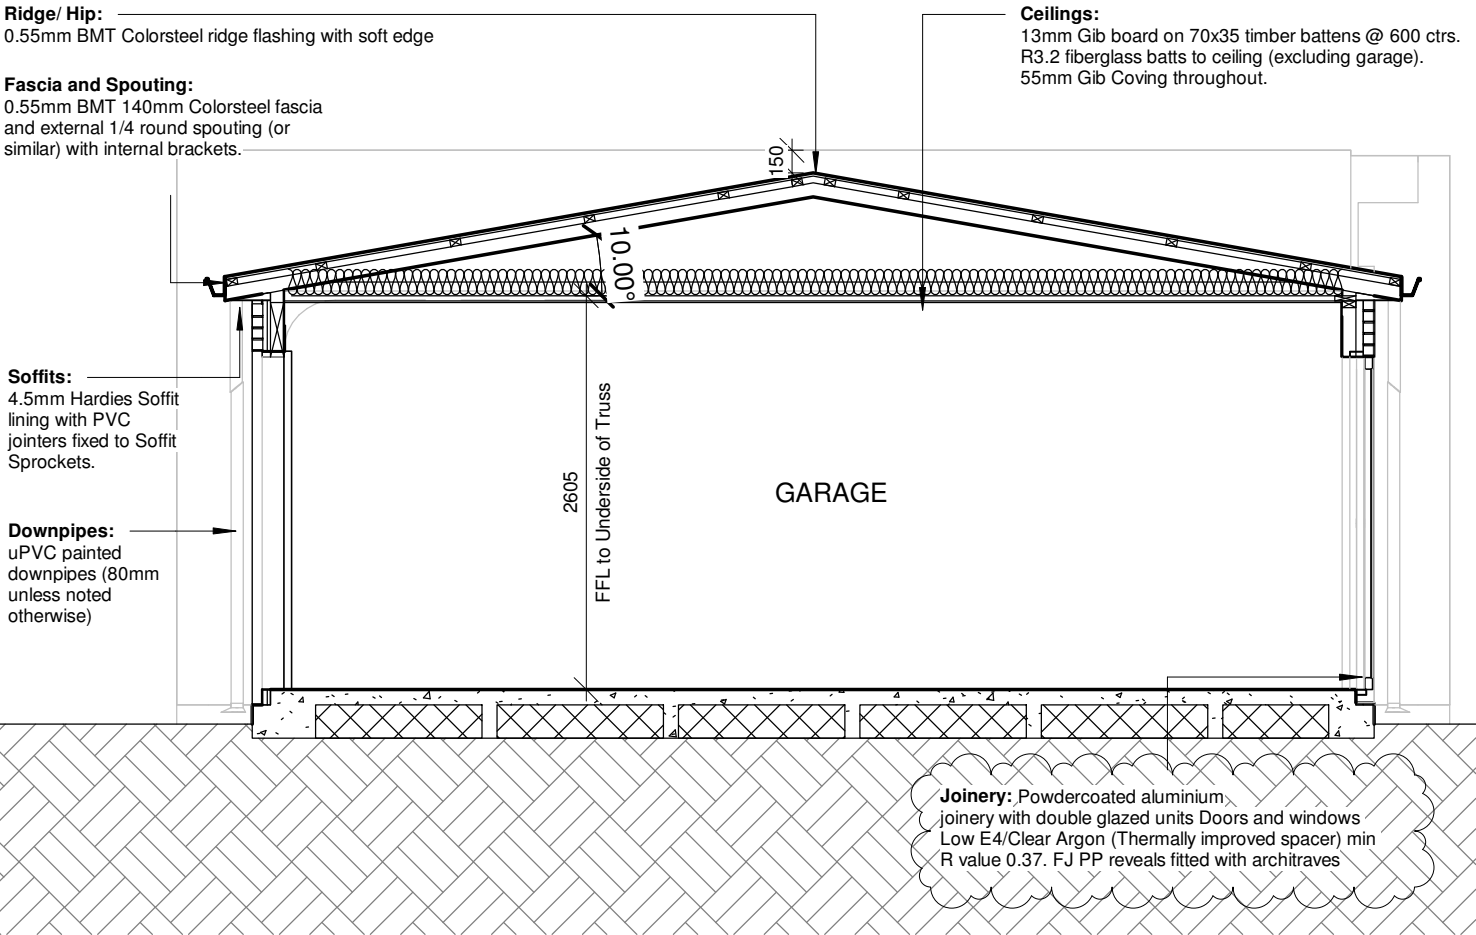 Ridge/ Hip:
0.55mm BMT Colorsteel ridge flashing with soft edge
Fascia and Spouting:
0.55mm BMT 140mm Colorsteel fascia
and external 1/4 round spouting (or
similar) with internal brackets.
Ceilings:
13mm Gib board on 70x35 timber battens @ 600 ctrs.
R3.2 fiberglass batts to ceiling (excluding garage).
55mm Gib Coving throughout.
150
10.00°
Soffits:
4.5mm Hardies Soffit
lining with PVC
jointers fixed to Soffit
Sprockets.
2605
FFL to Underside of Truss
GARAGE
Downpipes:
uPVC painted
downpipes (80mm
unless noted
otherwise)
Joinery: Powdercoated aluminium
joinery with double glazed units Doors and windows
Low E4/Clear Argon (Thermally improved spacer) min
R value 0.37. FJ PP reveals fitted with architraves